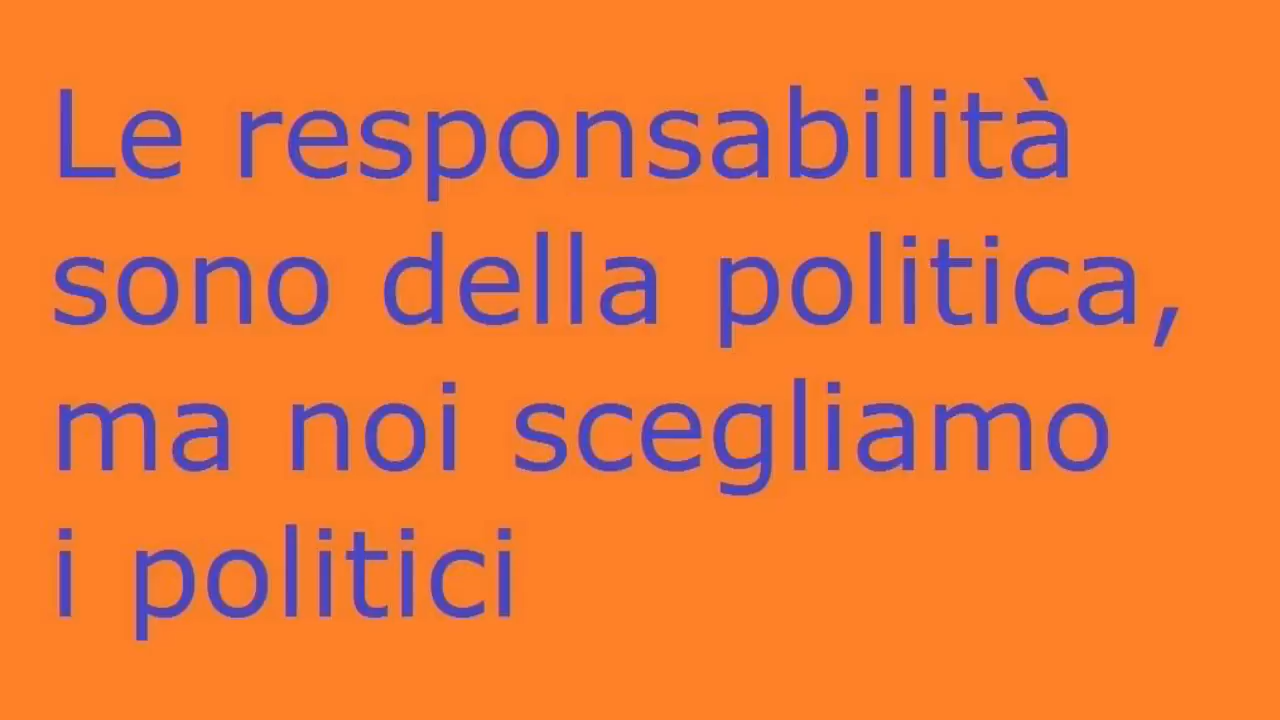 Le responsabilità
sono della politica,
ma noi scegliamo
i politici